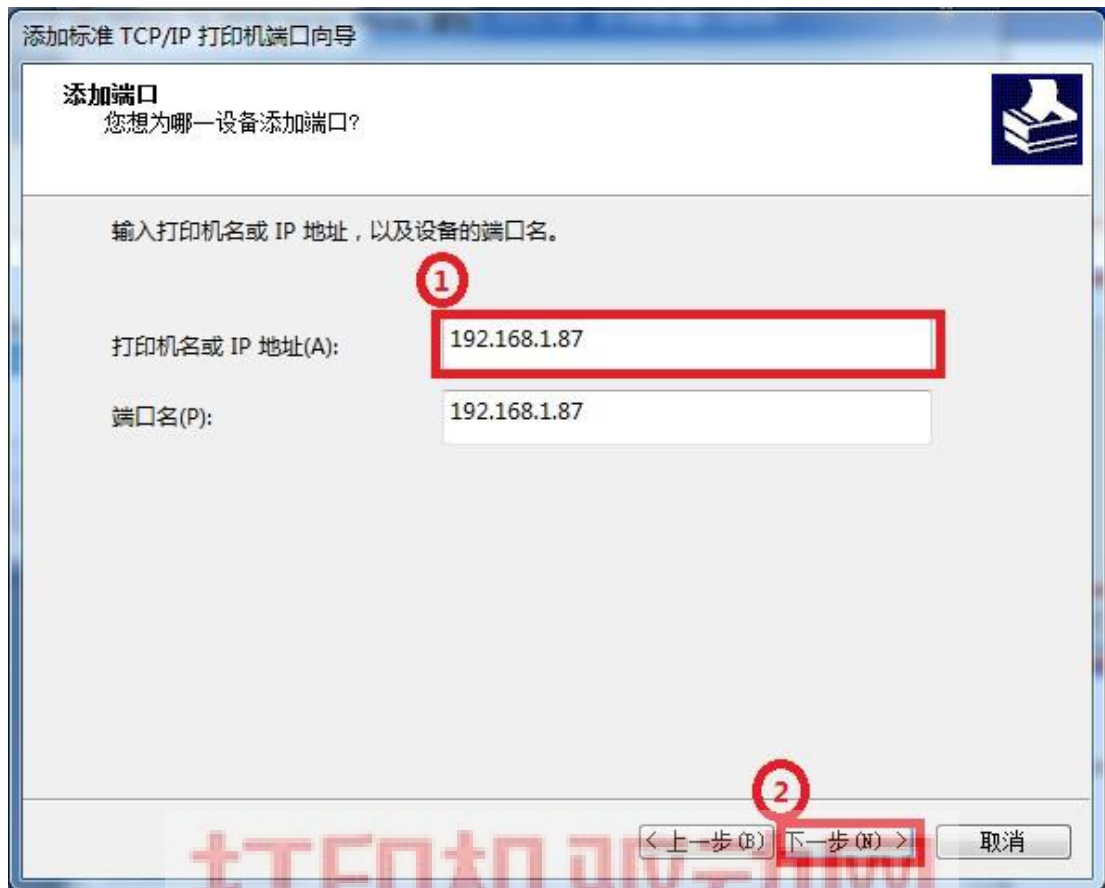 添加标准 TCP/IP 打印机端口向导
添加端口
您想为哪一设备添加端口?
输入打印机名或 IP 地址，以及设备的端口名。
1
打印机名或 IP 地址(A):
192.168.1.87
端口名(P):
192.168.1.87
2
< 上一步(B)
下一步(N) >
取消